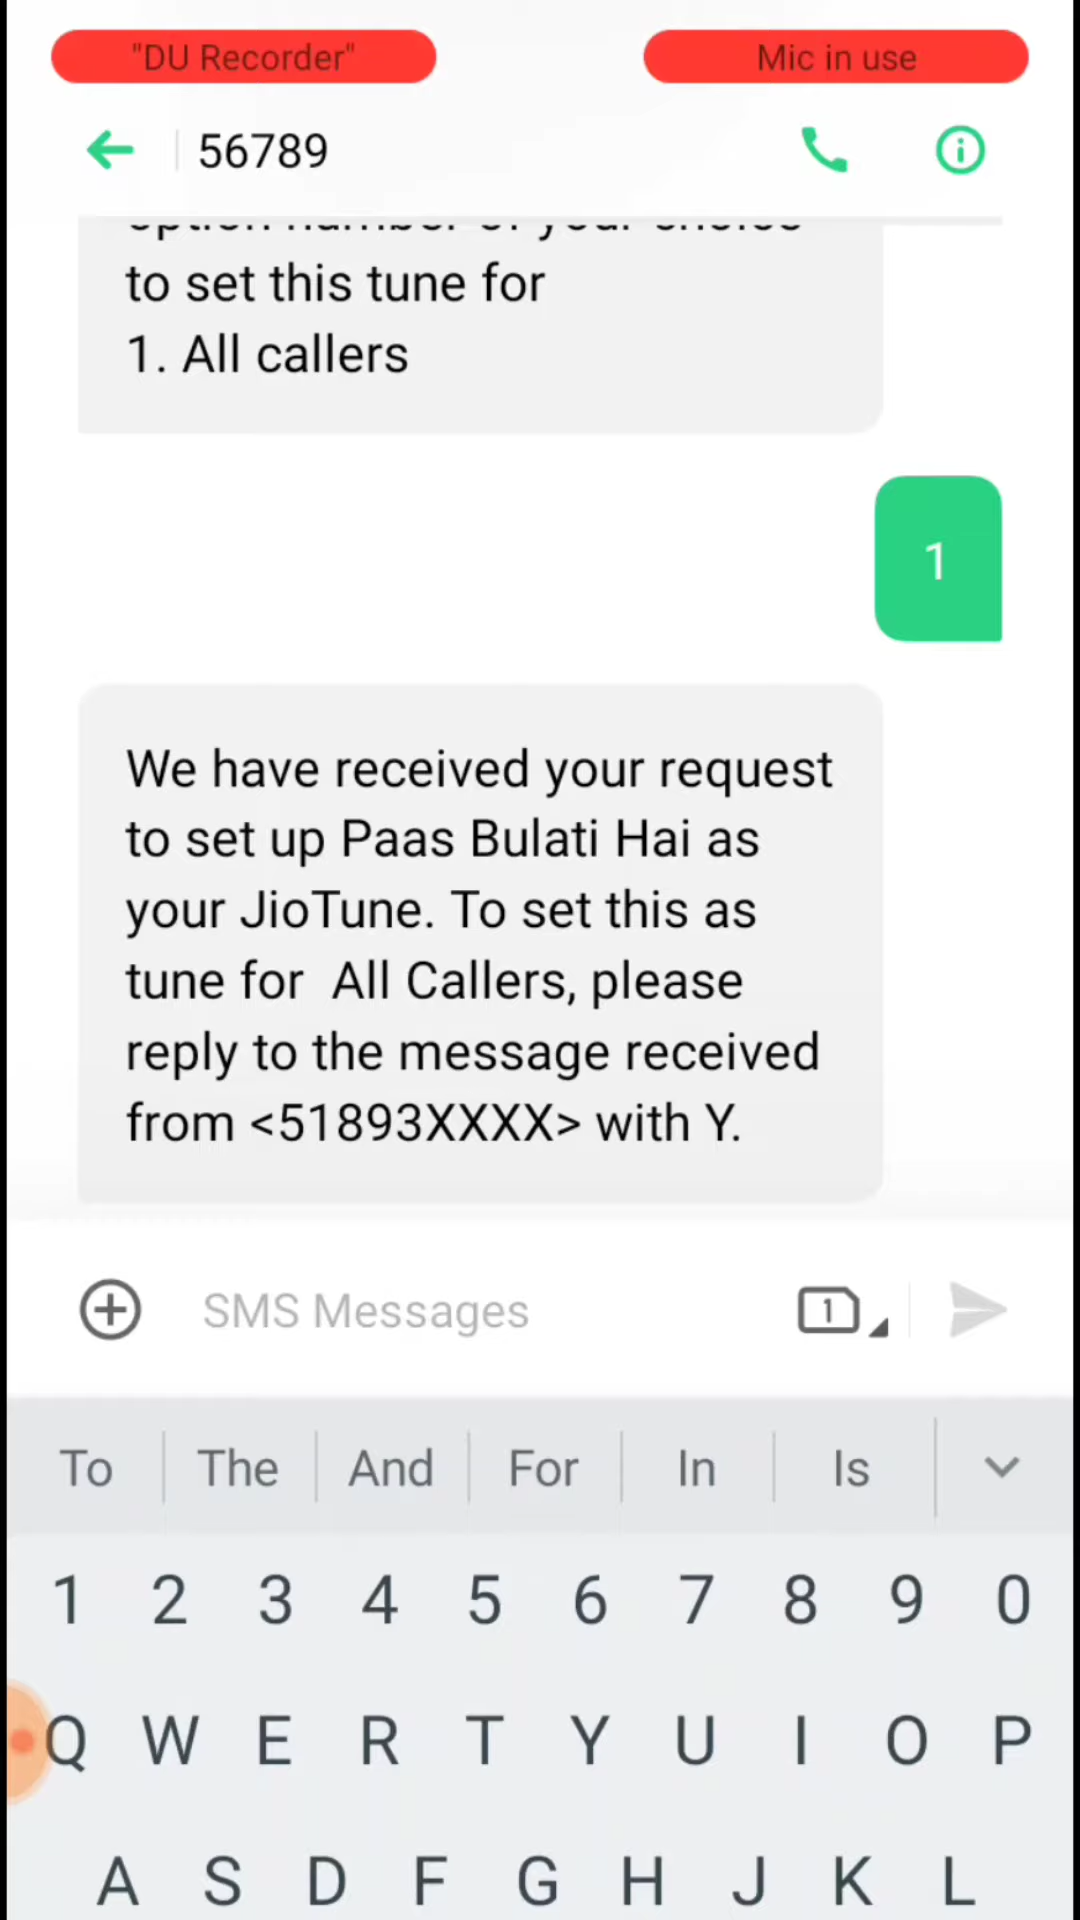 "DU Recorder" Mic in use
56789
to set this tune for
1. All callers
1
We have received your request
to set up Paas Bulati Hai as
your JioTune. To set this as
tune for  All Callers, please
reply to the message received
from <51893XXXX> with Y.
SMS Messages 1
To The And For In Is
1 2 3 4 5 6 7 8 9 0
Q W E R T Y U I O P
A S D F G H J K L